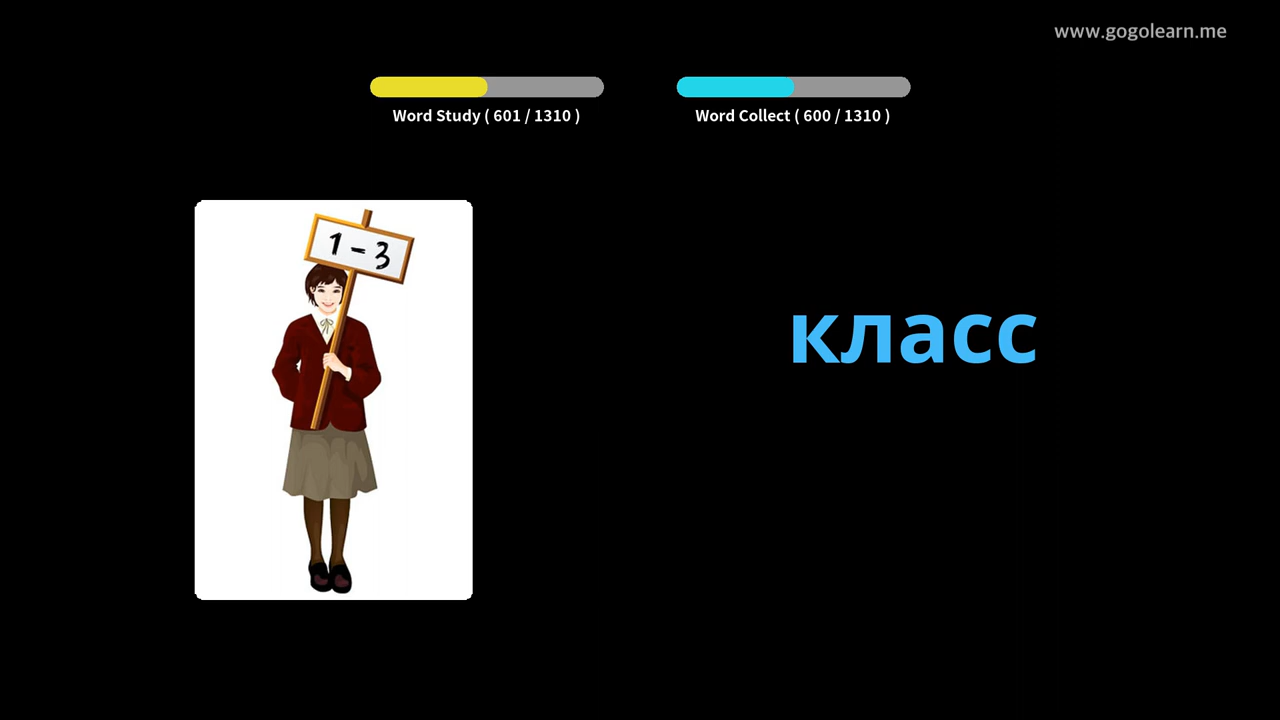 www.gogolearn.me
Word Study ( 601 / 1310 )
Word Collect ( 600 / 1310 )
1 - 3
класс